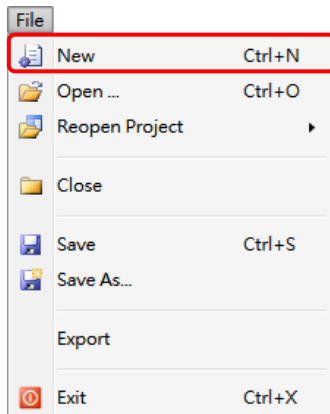 File
New Ctrl+N
Open ... Ctrl+O
Reopen Project
Close
Save Ctrl+S
Save As...
Export
Exit Ctrl+X